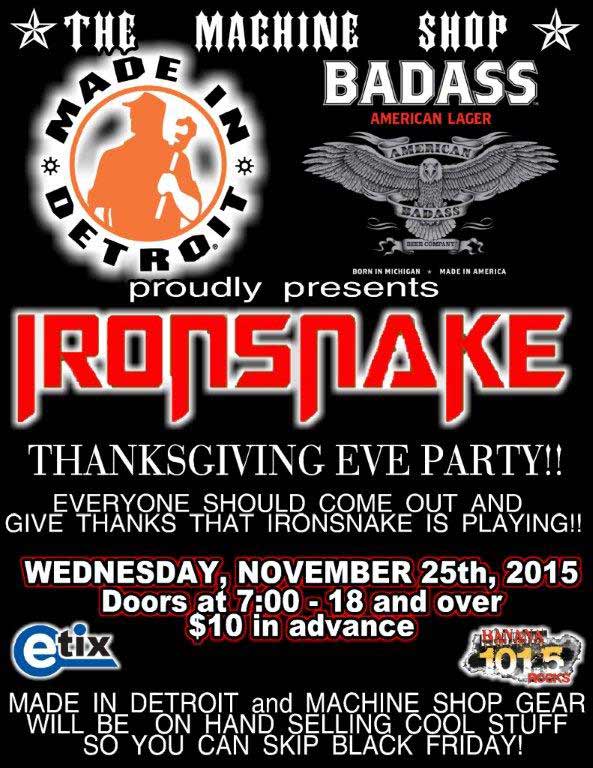 THE MACHINE SHOP
MADE IN DETROIT®
BADASS
AMERICAN LAGER
AMERICAN
BADASS
BEER COMPANY
BORN IN MICHIGAN ★ MADE IN AMERICA
proudly presents
IRONSNAKE
THANKSGIVING EVE PARTY!!
EVERYONE SHOULD COME OUT AND
GIVE THANKS THAT IRONSNAKE IS PLAYING!!
WEDNESDAY, NOVEMBER 25th, 2015
Doors at 7:00 - 18 and over
$10 in advance
etix
BANANA
101.5
ROCKS
MADE IN DETROIT and MACHINE SHOP GEAR
WILL BE ON HAND SELLING COOL STUFF
SO YOU CAN SKIP BLACK FRIDAY!